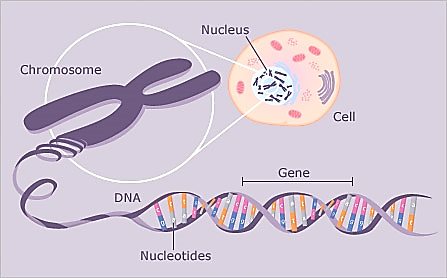 Nucleus
Chromosome
Cell
Gene
DNA
Nucleotides